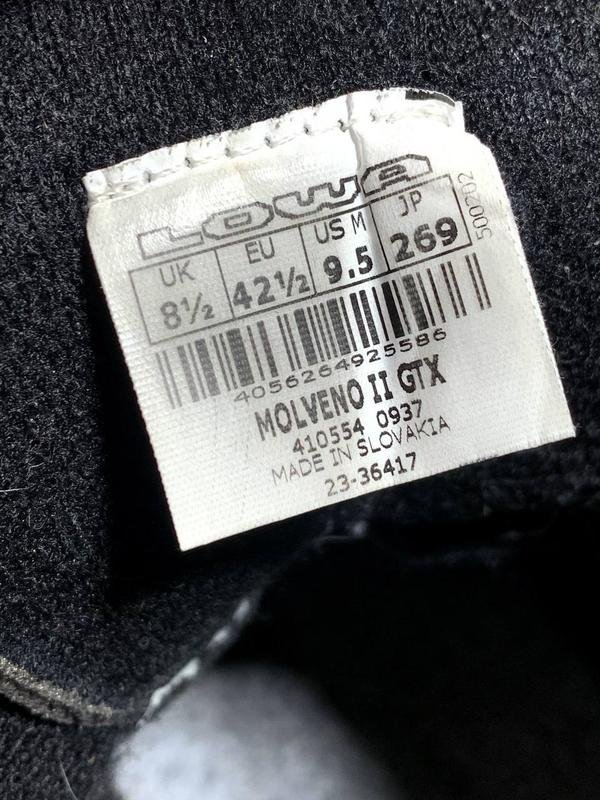 LOWA
UK EU US M JP
8½ 42½ 9.5 269
500202
4056264925586
MOLVENO II GTX
410554 0937
MADE IN SLOVAKIA
23-36417